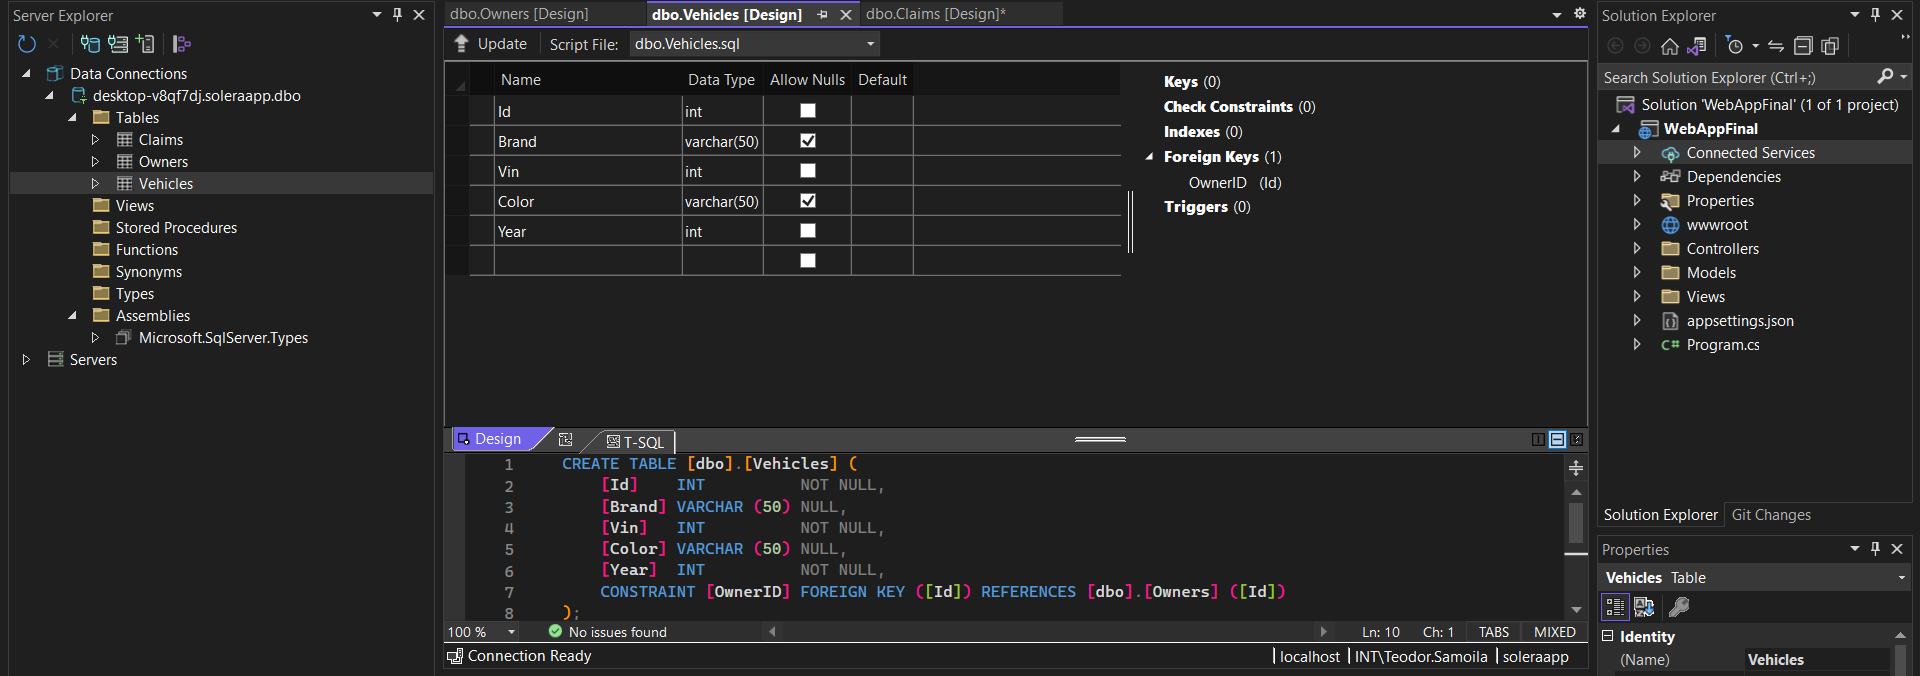 Server Explorer
Data Connections
desktop-v8qf7dj.soleraapp.dbo
Tables
Claims
Owners
Vehicles
Views
Stored Procedures
Functions
Synonyms
Types
Assemblies
Microsoft.SqlServer.Types
Servers
dbo.Owners [Design]
dbo.Vehicles [Design]
dbo.Claims [Design]*
Update
Script File:
dbo.Vehicles.sql
Name Data Type Allow Nulls Default
Id int
Brand varchar(50)
Vin int
Color varchar(50)
Year int
Keys (0)
Check Constraints (0)
Indexes (0)
Foreign Keys (1)
OwnerID (Id)
Triggers (0)
Design
T-SQL
1 CREATE TABLE [dbo].[Vehicles] (
2 [Id] INT NOT NULL,
3 [Brand] VARCHAR (50) NULL,
4 [Vin] INT NOT NULL,
5 [Color] VARCHAR (50) NULL,
6 [Year] INT NOT NULL,
7 CONSTRAINT [OwnerID] FOREIGN KEY ([Id]) REFERENCES [dbo].[Owners] ([Id])
8 );
100 % No issues found Ln: 10 Ch: 1 TABS MIXED
Connection Ready localhost INT\Teodor.Samoila soleraapp
Solution Explorer
Search Solution Explorer (Ctrl+;)
Solution 'WebAppFinal' (1 of 1 project)
WebAppFinal
Connected Services
Dependencies
Properties
wwwroot
Controllers
Models
Views
appsettings.json
C# Program.cs
Solution Explorer Git Changes
Properties
Vehicles Table
Identity
(Name) Vehicles